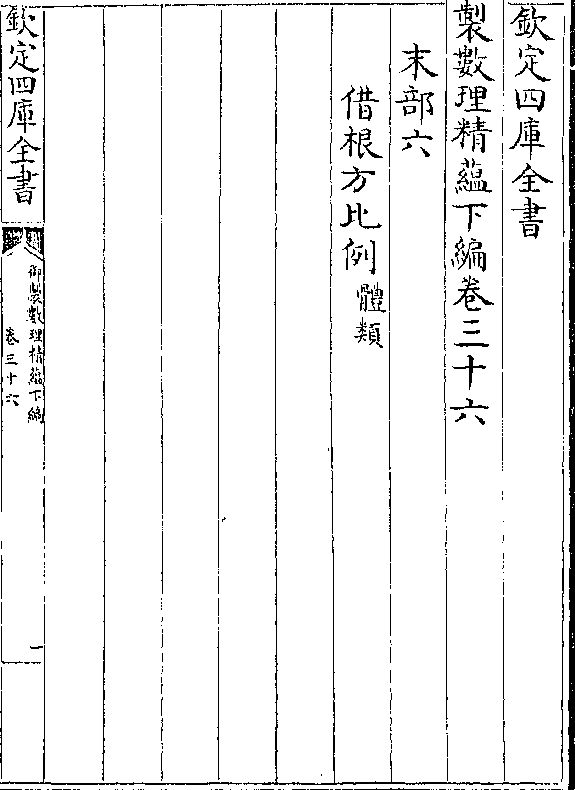 欽定四庫全書
製數理精蘊下編卷三十六
末部六
借根方比例體類
欽定四庫全書
御製數理精蘊下編
卷三十六
一